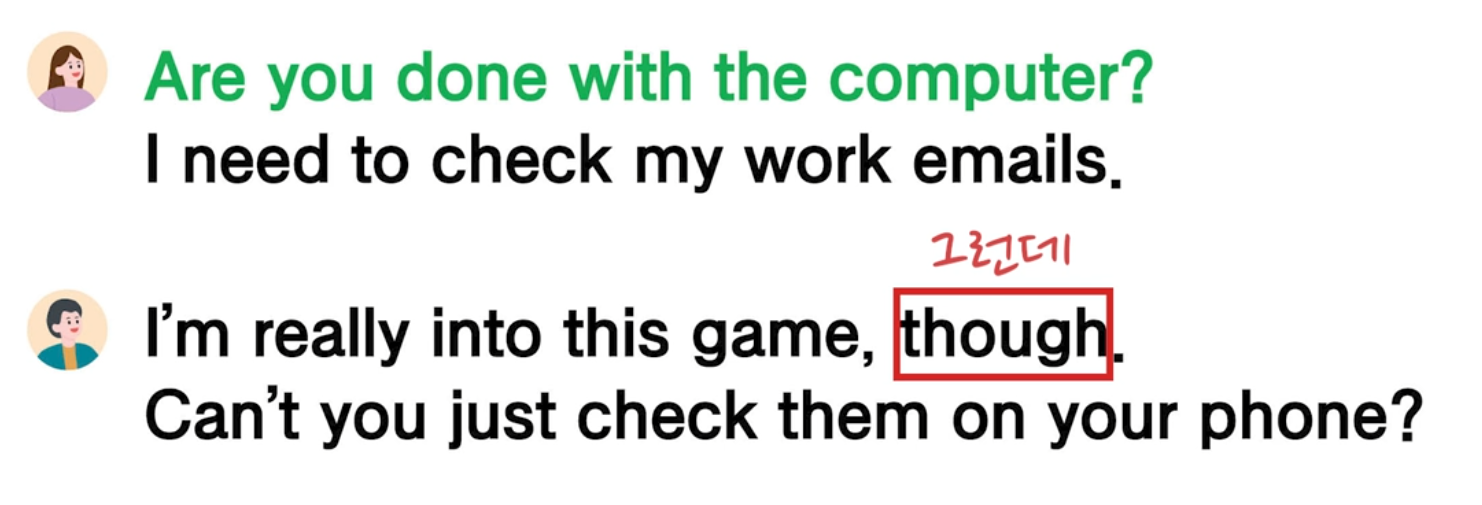 Are you done with the computer?
I need to check my work emails.
그런데
I'm really into this game, though.
Can't you just check them on your phone?